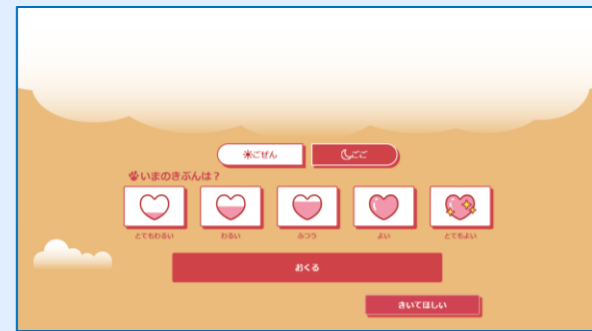 ごぜん ごご
いまのきぶんは？
とてもわるい わるい ふつう よい とてもよい
おくる
きいてほしい